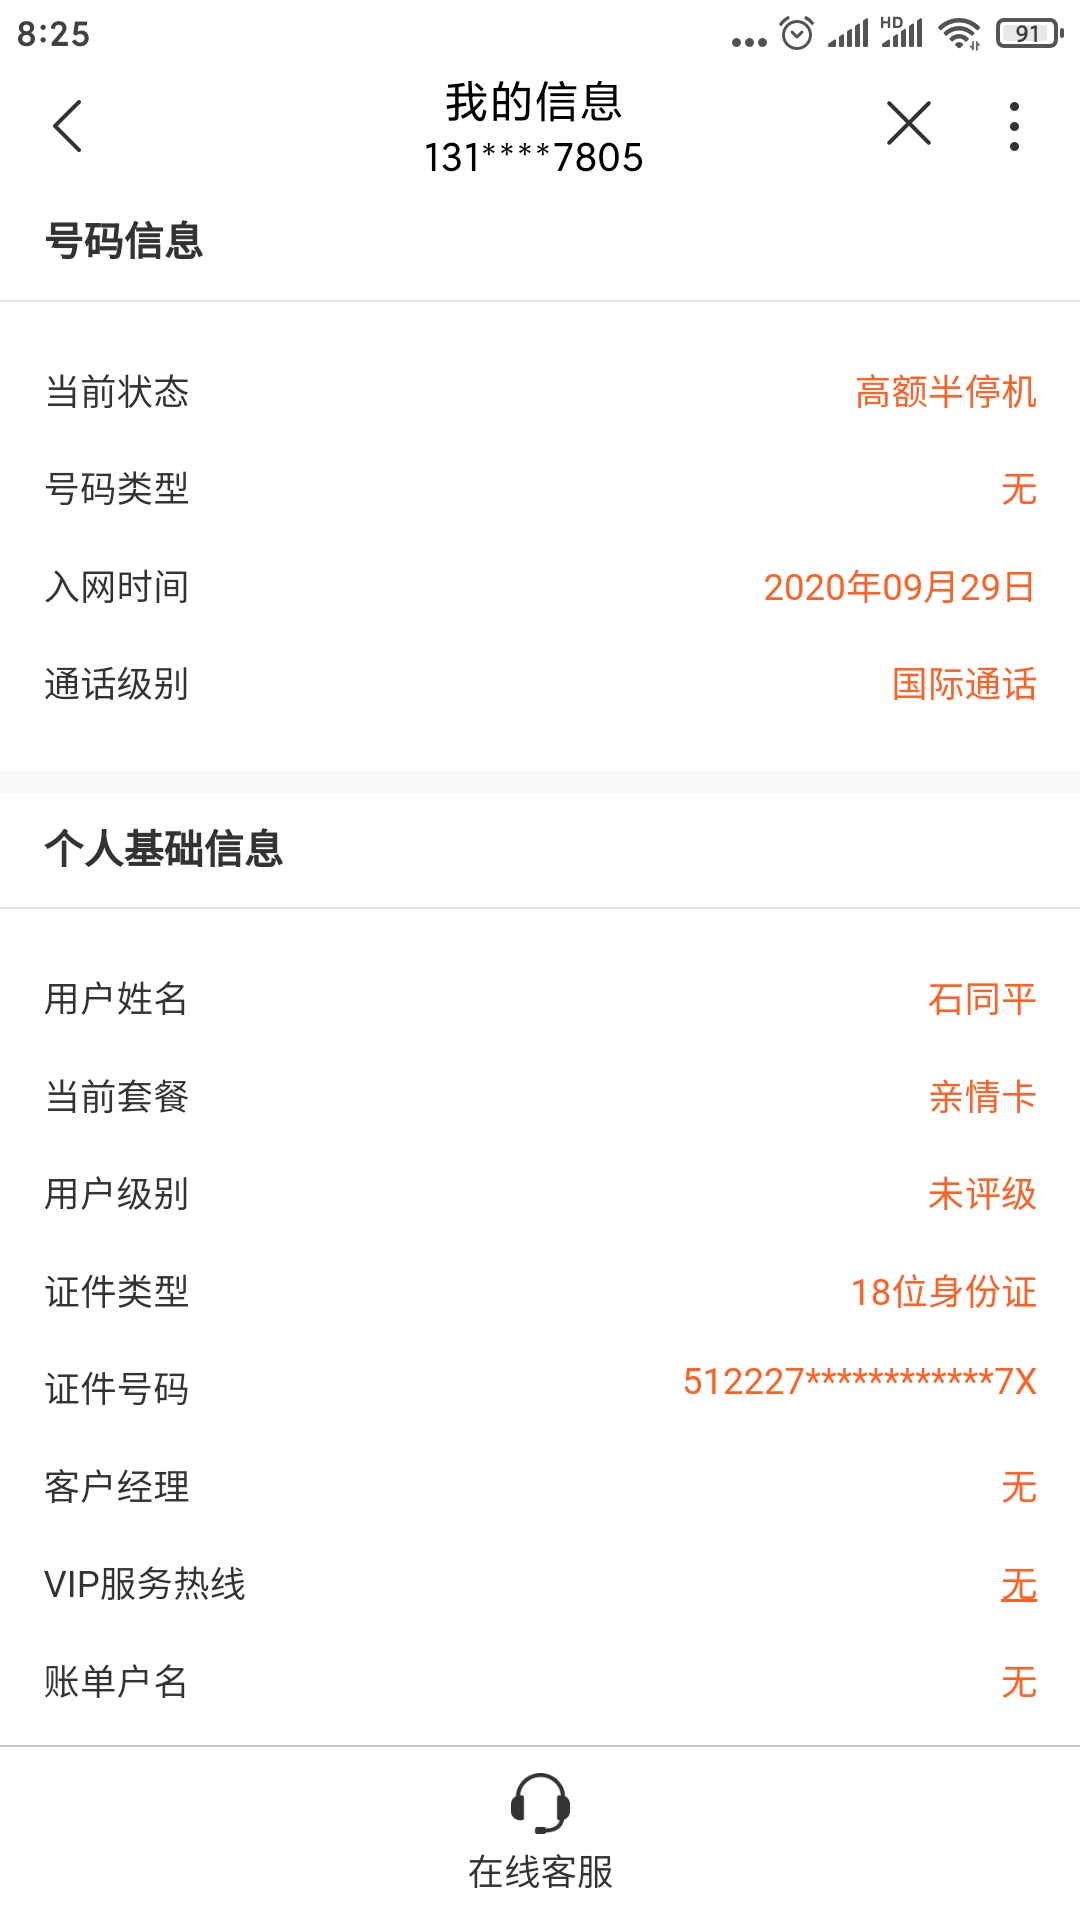 8:25
HD
91
我的信息
131****7805
号码信息
当前状态 高额半停机
号码类型 无
入网时间 2020年09月29日
通话级别 国际通话
个人基础信息
用户姓名 石同平
当前套餐 亲情卡
用户级别 未评级
证件类型 18位身份证
证件号码 512227************7X
客户经理 无
VIP服务热线 无
账单户名 无
在线客服